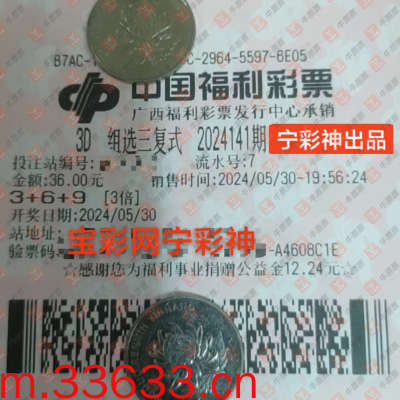 B7AC-
C-2964-5597-6E05
中国福利彩票
广西福利彩票发行中心承销
3D 组选三复式 2024141期
宁彩神出品
投注站编号: 流水号:7
金额:36.00元 销售时间:2024/05/30-19:56:24
3+6+9 [3倍]
开奖日期:2024/05/30
站地址:
宝彩网宁彩神
验票码: -A4608C1E
☆感谢您为福利事业捐赠公益金12.24元☆
m.33633.cn